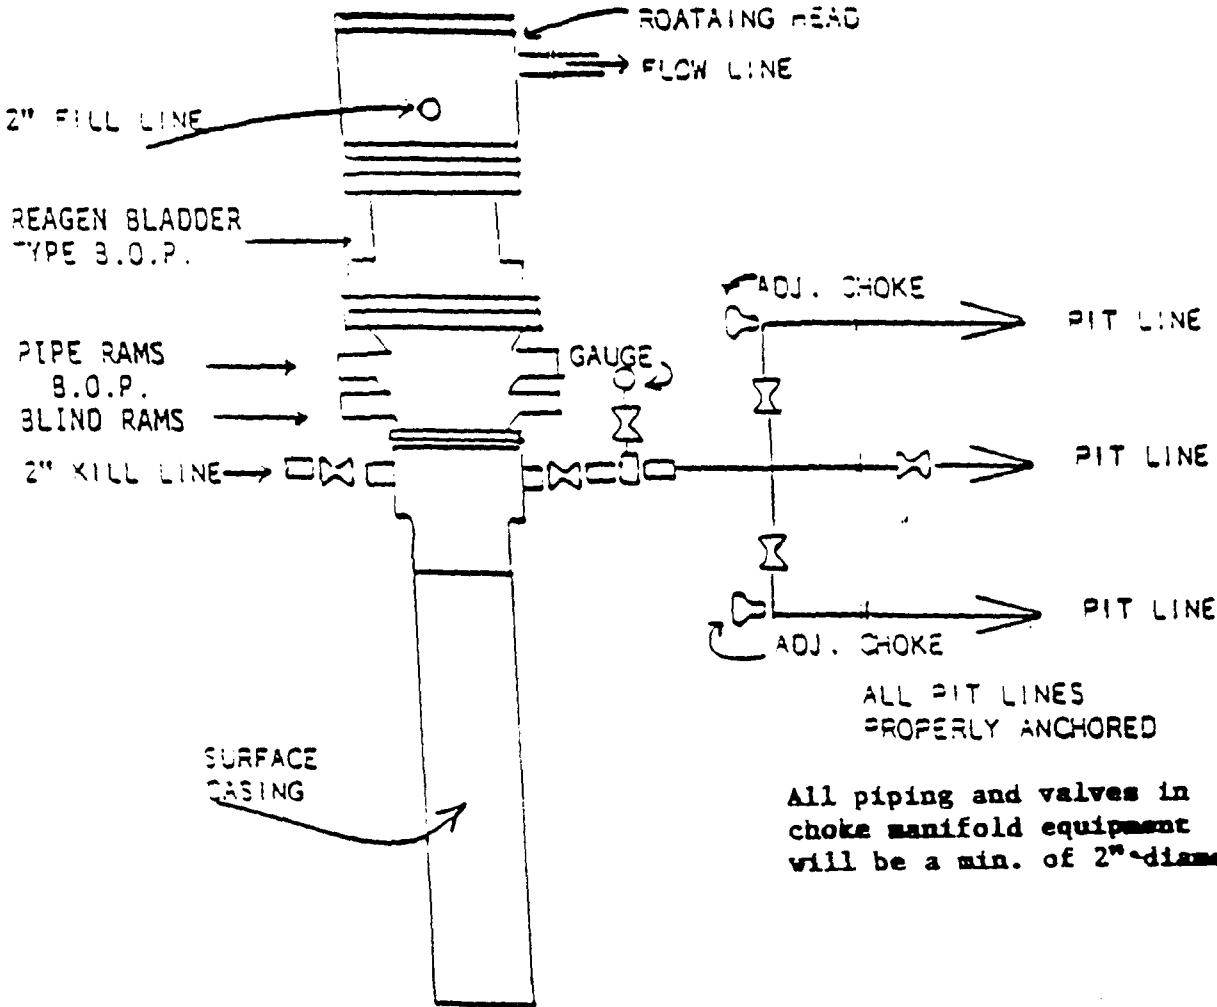 ROATAING HEAD
FLOW LINE
2" FILL LINE
REAGEN BLADDER
TYPE B.O.P.
ADJ. CHOKE
PIT LINE
PIPE RAMS
B.O.P.
BLIND RAMS
GAUGE
2" KILL LINE
PIT LINE
PIT LINE
ADJ. CHOKE
ALL PIT LINES
PROPERLY ANCHORED
SURFACE
CASING
All piping and valves in
choke manifold equipment
will be a min. of 2"